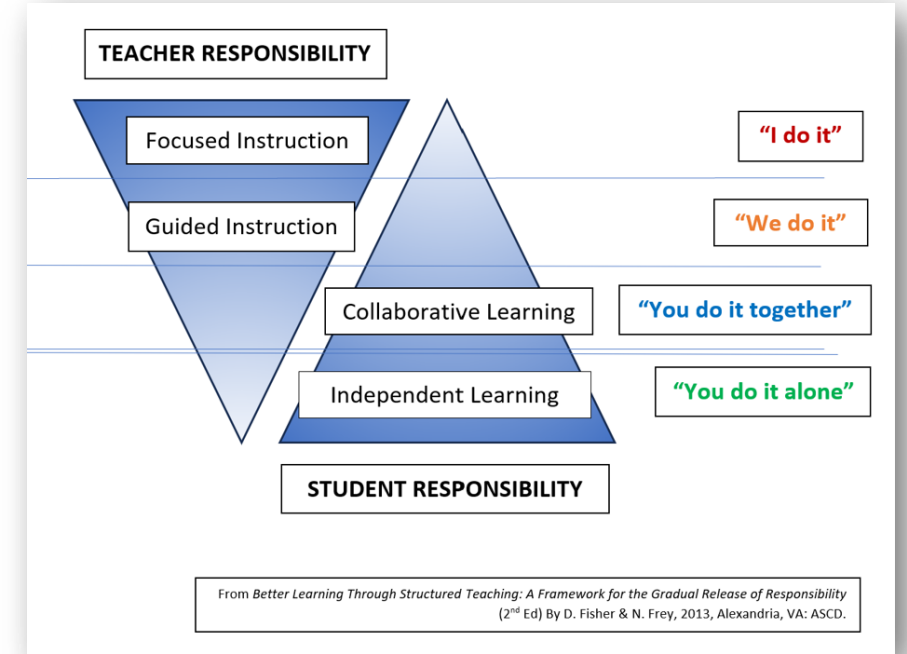 TEACHER RESPONSIBILITY
Focused Instruction
“I do it”
Guided Instruction
“We do it”
Collaborative Learning
“You do it together”
Independent Learning
“You do it alone”
STUDENT RESPONSIBILITY
From Better Learning Through Structured Teaching: A Framework for the Gradual Release of Responsibility
(2nd Ed) By D. Fisher & N. Frey, 2013, Alexandria, VA: ASCD.